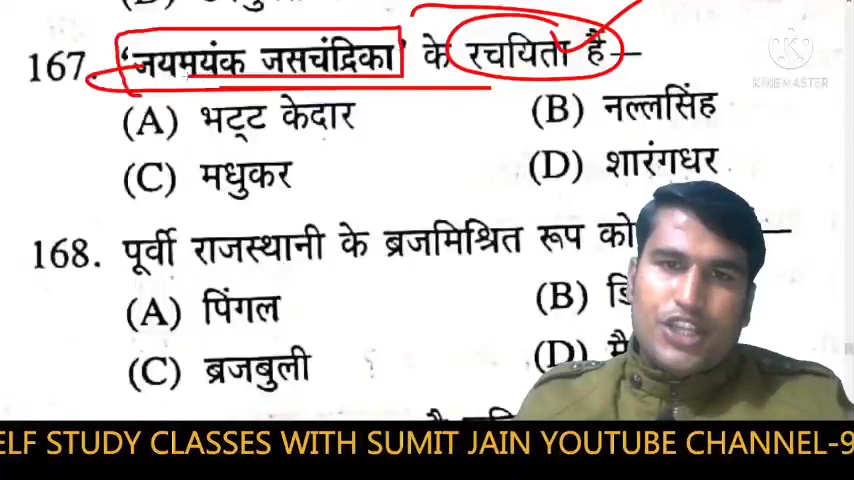 167. 'जयमयंक जसचंद्रिका' के रचयिता है–
(A) भट्ट केदार (B) नल्लसिंह
(C) मधुकर (D) शारंगधर
KINEMASTER
168. पूर्वी राजस्थानी के ब्रजमिश्रित रूप को
(A) पिंगल (B)
(C) ब्रजबुली (D)
ELF STUDY CLASSES WITH SUMIT JAIN YOUTUBE CHANNEL-9